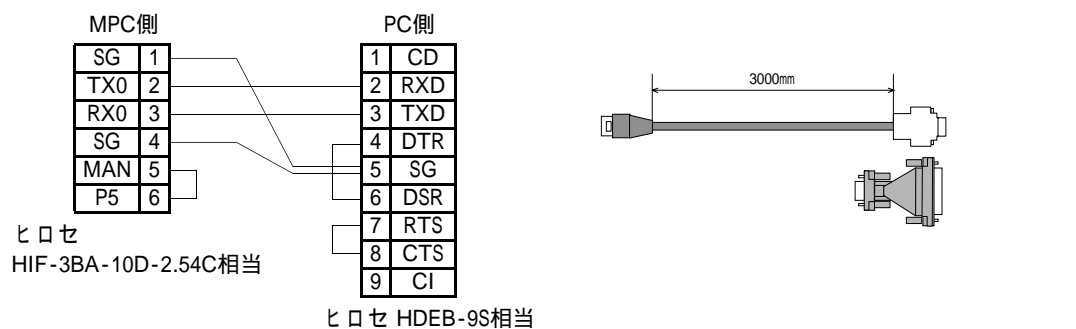 MPC側
SG 1
TX0 2
RX0 3
SG 4
MAN 5
P5 6
ヒロセ
HIF-3BA-10D-2.54C相当
PC側
1 CD
2 RXD
3 TXD
4 DTR
5 SG
6 DSR
7 RTS
8 CTS
9 CI
ヒロセ HDEB-9S相当
3000㎜